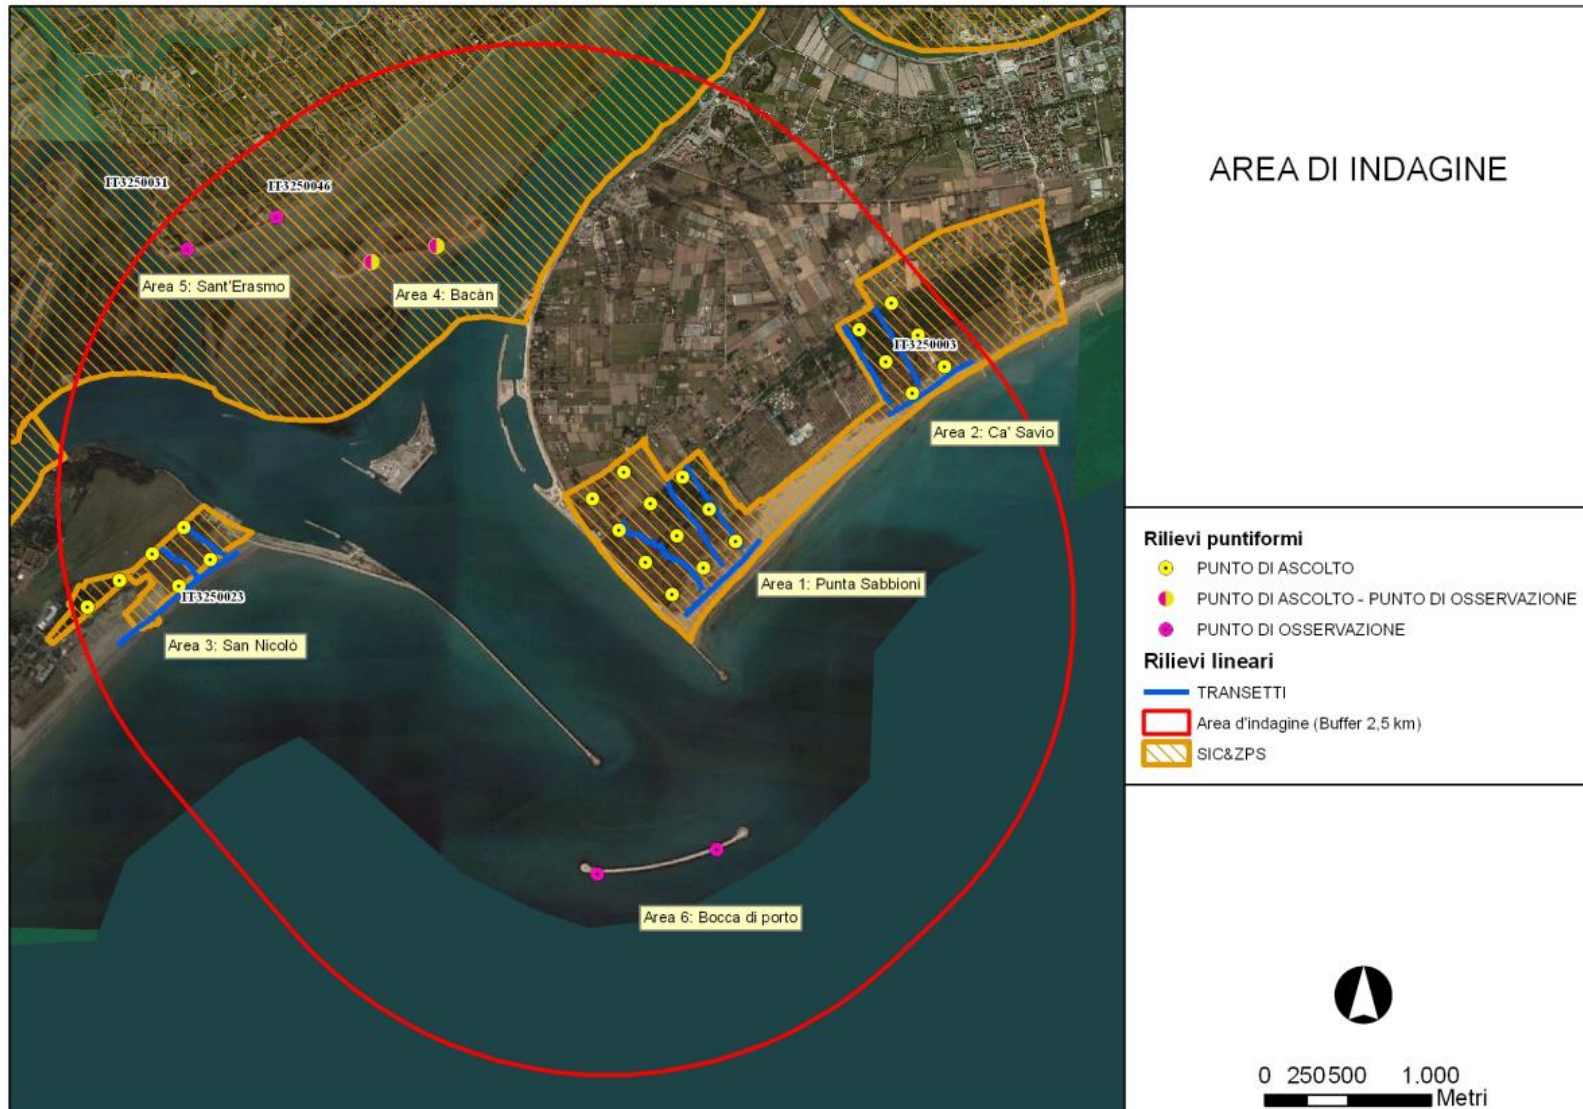 IT3250031
IT3250046
Area 5: Sant'Erasmo
Area 4: Bacàn
IT3250003
Area 2: Ca' Savio
Area 1: Punta Sabbioni
IT3250023
Area 3: San Nicolò
Area 6: Bocca di porto
AREA DI INDAGINE
Rilievi puntiformi
PUNTO DI ASCOLTO
PUNTO DI ASCOLTO - PUNTO DI OSSERVAZIONE
PUNTO DI OSSERVAZIONE
Rilievi lineari
TRANSETTI
Area d'indagine (Buffer 2,5 km)
SIC&ZPS
0 250 500 1.000
Metri